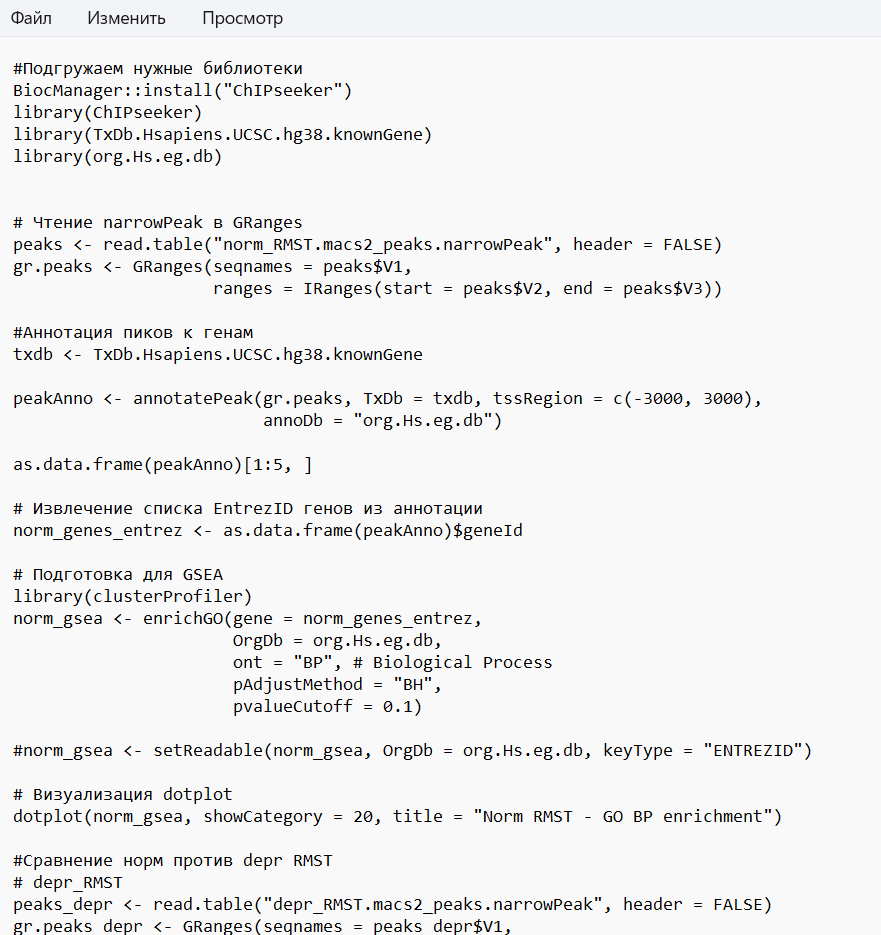 Файл Изменить Просмотр
#Подгружаем нужные библиотеки
BiocManager::install("ChIPseeker")
library(ChIPseeker)
library(TxDb.Hsapiens.UCSC.hg38.knownGene)
library(org.Hs.eg.db)
# Чтение narrowPeak в GRanges
peaks <- read.table("norm_RMST.macs2_peaks.narrowPeak", header = FALSE)
gr.peaks <- GRanges(seqnames = peaks$V1,
ranges = IRanges(start = peaks$V2, end = peaks$V3))
#Аннотация пиков к генам
txdb <- TxDb.Hsapiens.UCSC.hg38.knownGene
peakAnno <- annotatePeak(gr.peaks, TxDb = txdb, tssRegion = c(-3000, 3000),
annoDb = "org.Hs.eg.db")
as.data.frame(peakAnno)[1:5, ]
# Извлечение списка EntrezID генов из аннотации
norm_genes_entrez <- as.data.frame(peakAnno)$geneId
# Подготовка для GSEA
library(clusterProfiler)
norm_gsea <- enrichGO(gene = norm_genes_entrez,
OrgDb = org.Hs.eg.db,
ont = "BP", # Biological Process
pAdjustMethod = "BH",
pvalueCutoff = 0.1)
#norm_gsea <- setReadable(norm_gsea, OrgDb = org.Hs.eg.db, keyType = "ENTREZID")
# Визуализация dotplot
dotplot(norm_gsea, showCategory = 20, title = "Norm RMST - GO BP enrichment")
#Сравнение норм против depr RMST
# depr_RMST
peaks_depr <- read.table("depr_RMST.macs2_peaks.narrowPeak", header = FALSE)
gr.peaks_depr <- GRanges(seqnames = peaks_depr$V1,